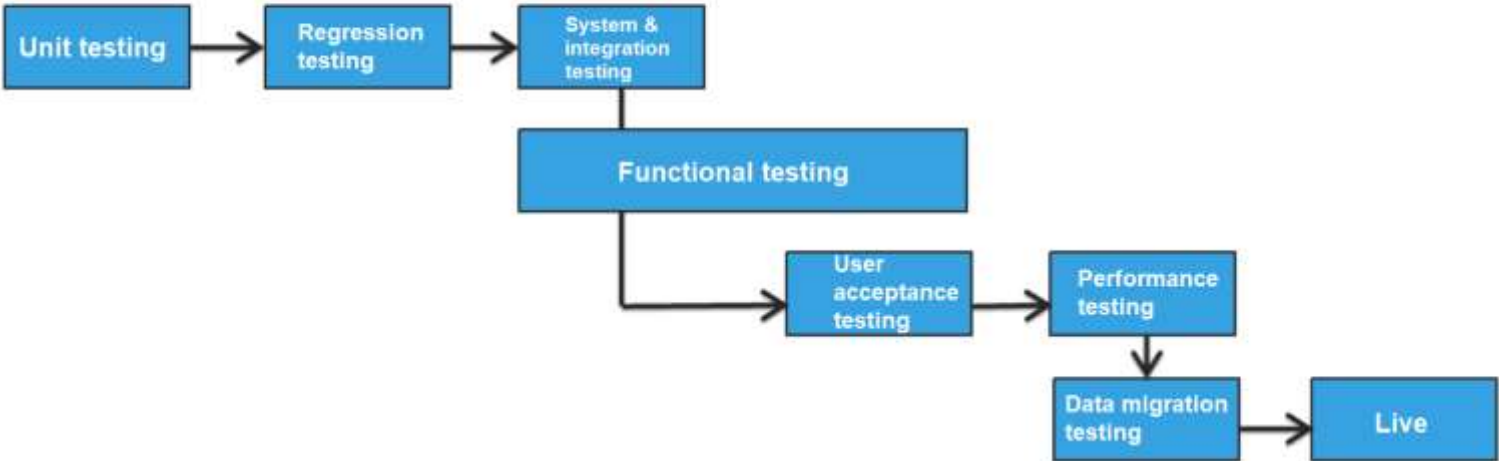 Unit testing
Regression
testing
System &
integration
testing
Functional testing
User
acceptance
testing
Performance
testing
Data migration
testing
Live